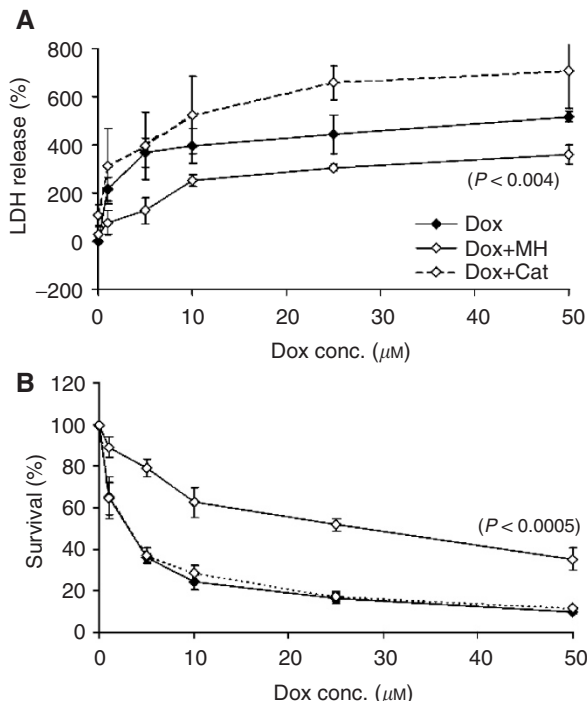 A
LDH release (%)
800
600
400
200
0
−200
(P < 0.004)
Dox
Dox+MH
Dox+Cat
0 10 20 30 40 50
Dox conc. (μM)
B
Survival (%)
120
100
80
60
40
20
0
(P < 0.0005)
0 10 20 30 40 50
Dox conc. (μM)